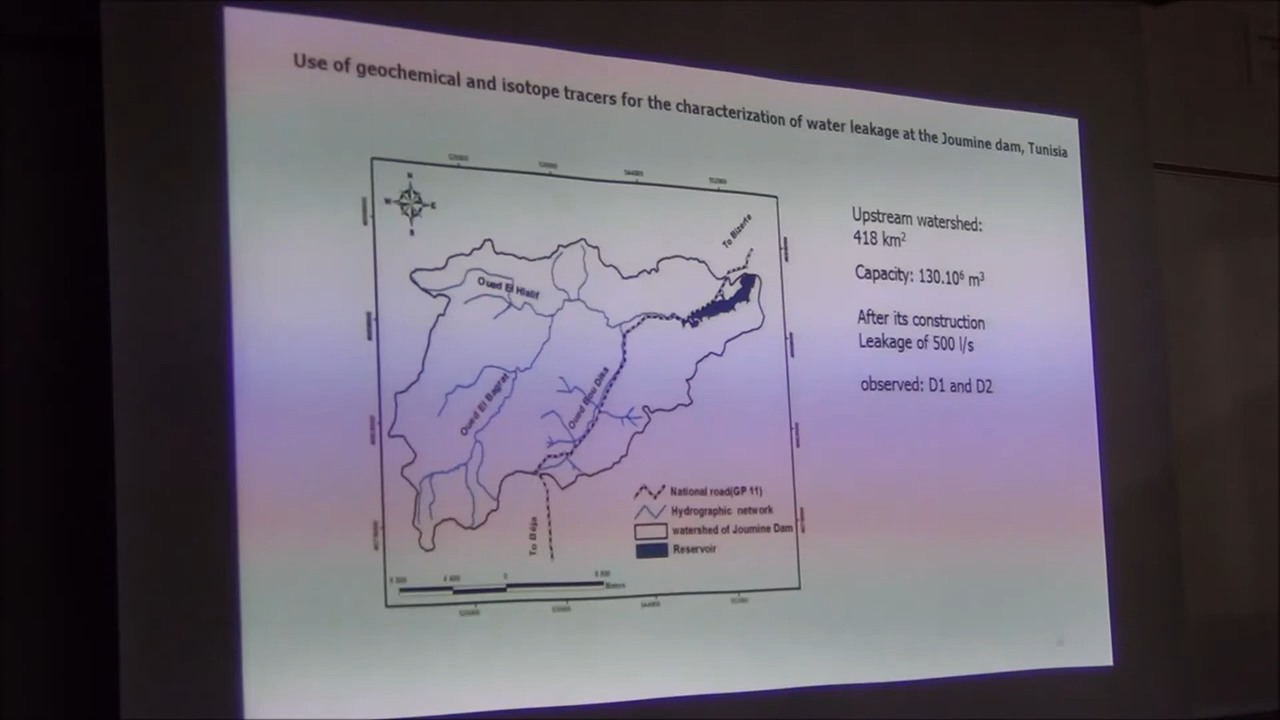 Use of geochemical and isotope tracers for the characterization of water leakage at the Joumine dam, Tunisia
N
W
E
S
To Bizerte
Oued El Hlalif
Oued El Bagrat
Oued Bou Disa
To Béja
National road(GP 11)
Hydrographic network
watershed of Joumine Dam
Reservoir
0
Meters
Upstream watershed:
418 km²
Capacity: 130.10⁶ m³
After its construction
Leakage of 500 l/s
observed: D1 and D2